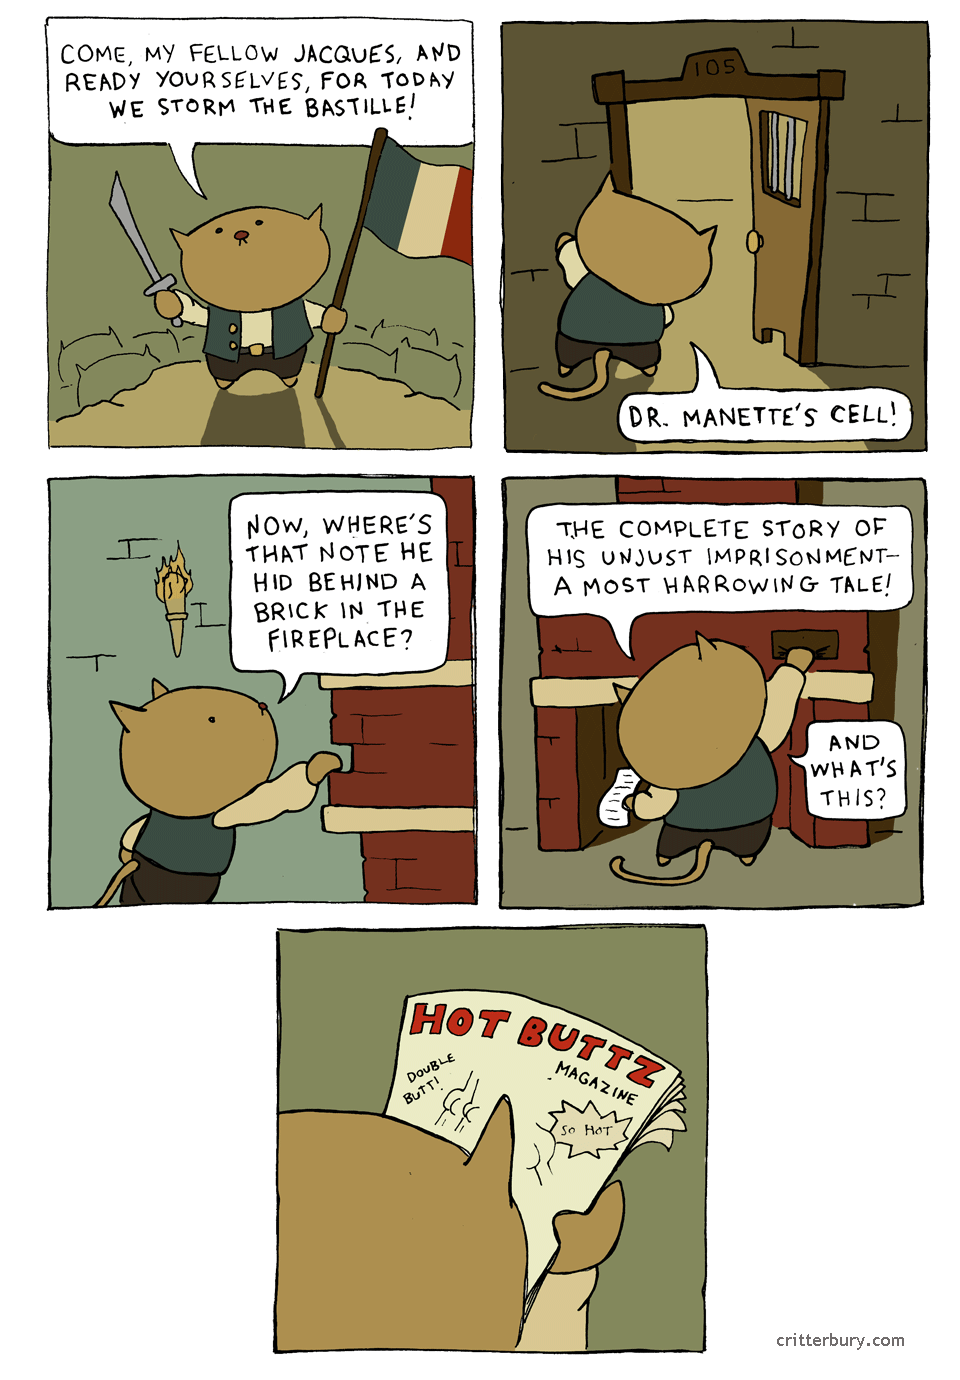 COME, MY FELLOW JACQUES, AND
READY YOURSELVES, FOR TODAY
WE STORM THE BASTILLE!
105
DR. MANETTE'S CELL!
NOW, WHERE'S
THAT NOTE HE
HID BEHIND A
BRICK IN THE
FIREPLACE?
THE COMPLETE STORY OF
HIS UNJUST IMPRISONMENT—
A MOST HARROWING TALE!
AND
WHAT'S
THIS?
HOT BUTTZ
MAGAZINE
DOUBLE
BUTT!
SO HOT
critterbury.com